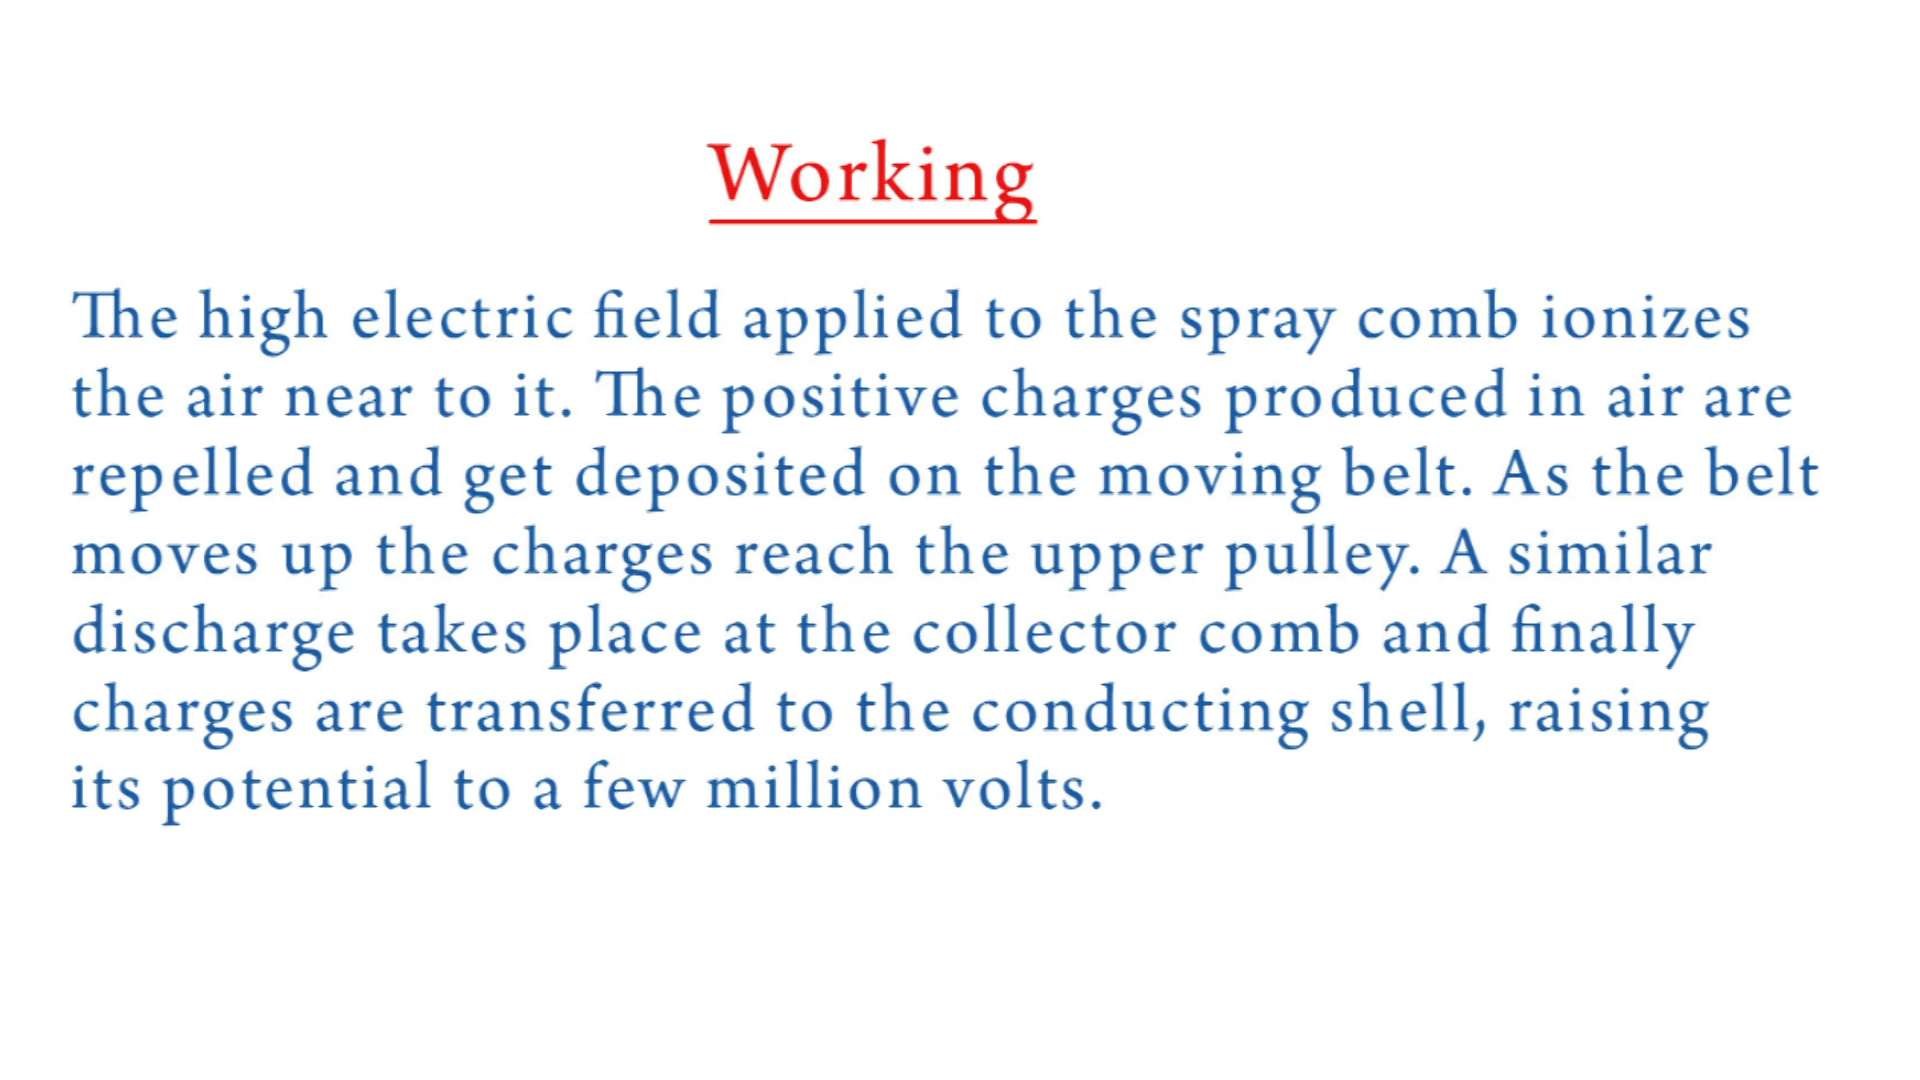 Working
The high electric field applied to the spray comb ionizes
the air near to it. The positive charges produced in air are
repelled and get deposited on the moving belt. As the belt
moves up the charges reach the upper pulley. A similar
discharge takes place at the collector comb and finally
charges are transferred to the conducting shell, raising
its potential to a few million volts.